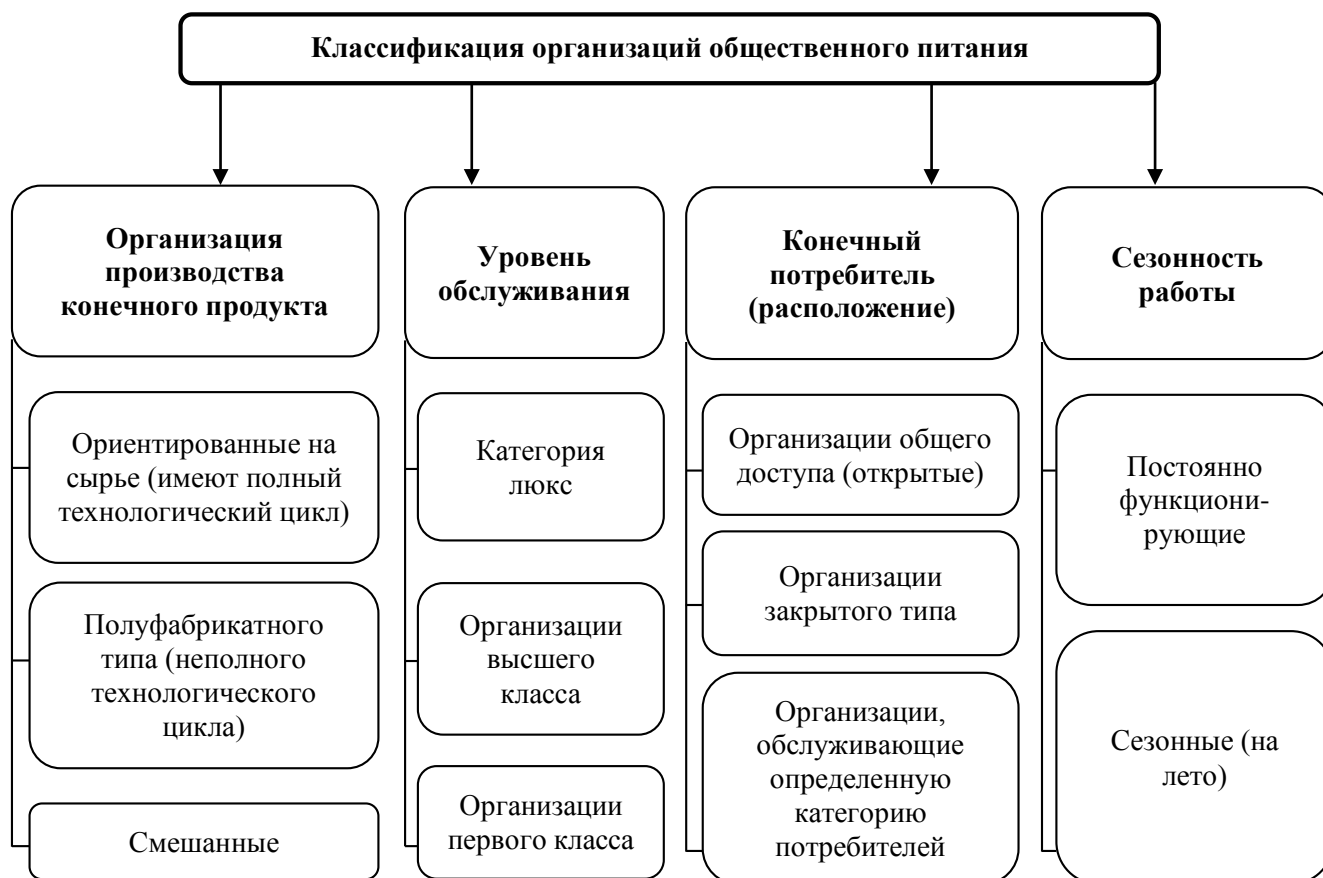 Классификация организаций общественного питания
Организация
производства
конечного продукта
Ориентированные на
сырье (имеют полный
технологический цикл)
Полуфабрикатного
типа (неполного
технологического
цикла)
Смешанные
Уровень
обслуживания
Категория
люкс
Организации
высшего
класса
Организации
первого класса
Конечный
потребитель
(расположение)
Организации общего
доступа (открытые)
Организации
закрытого типа
Организации,
обслуживающие
определенную
категорию
потребителей
Сезонность
работы
Постоянно
функциони-
рующие
Сезонные (на
лето)